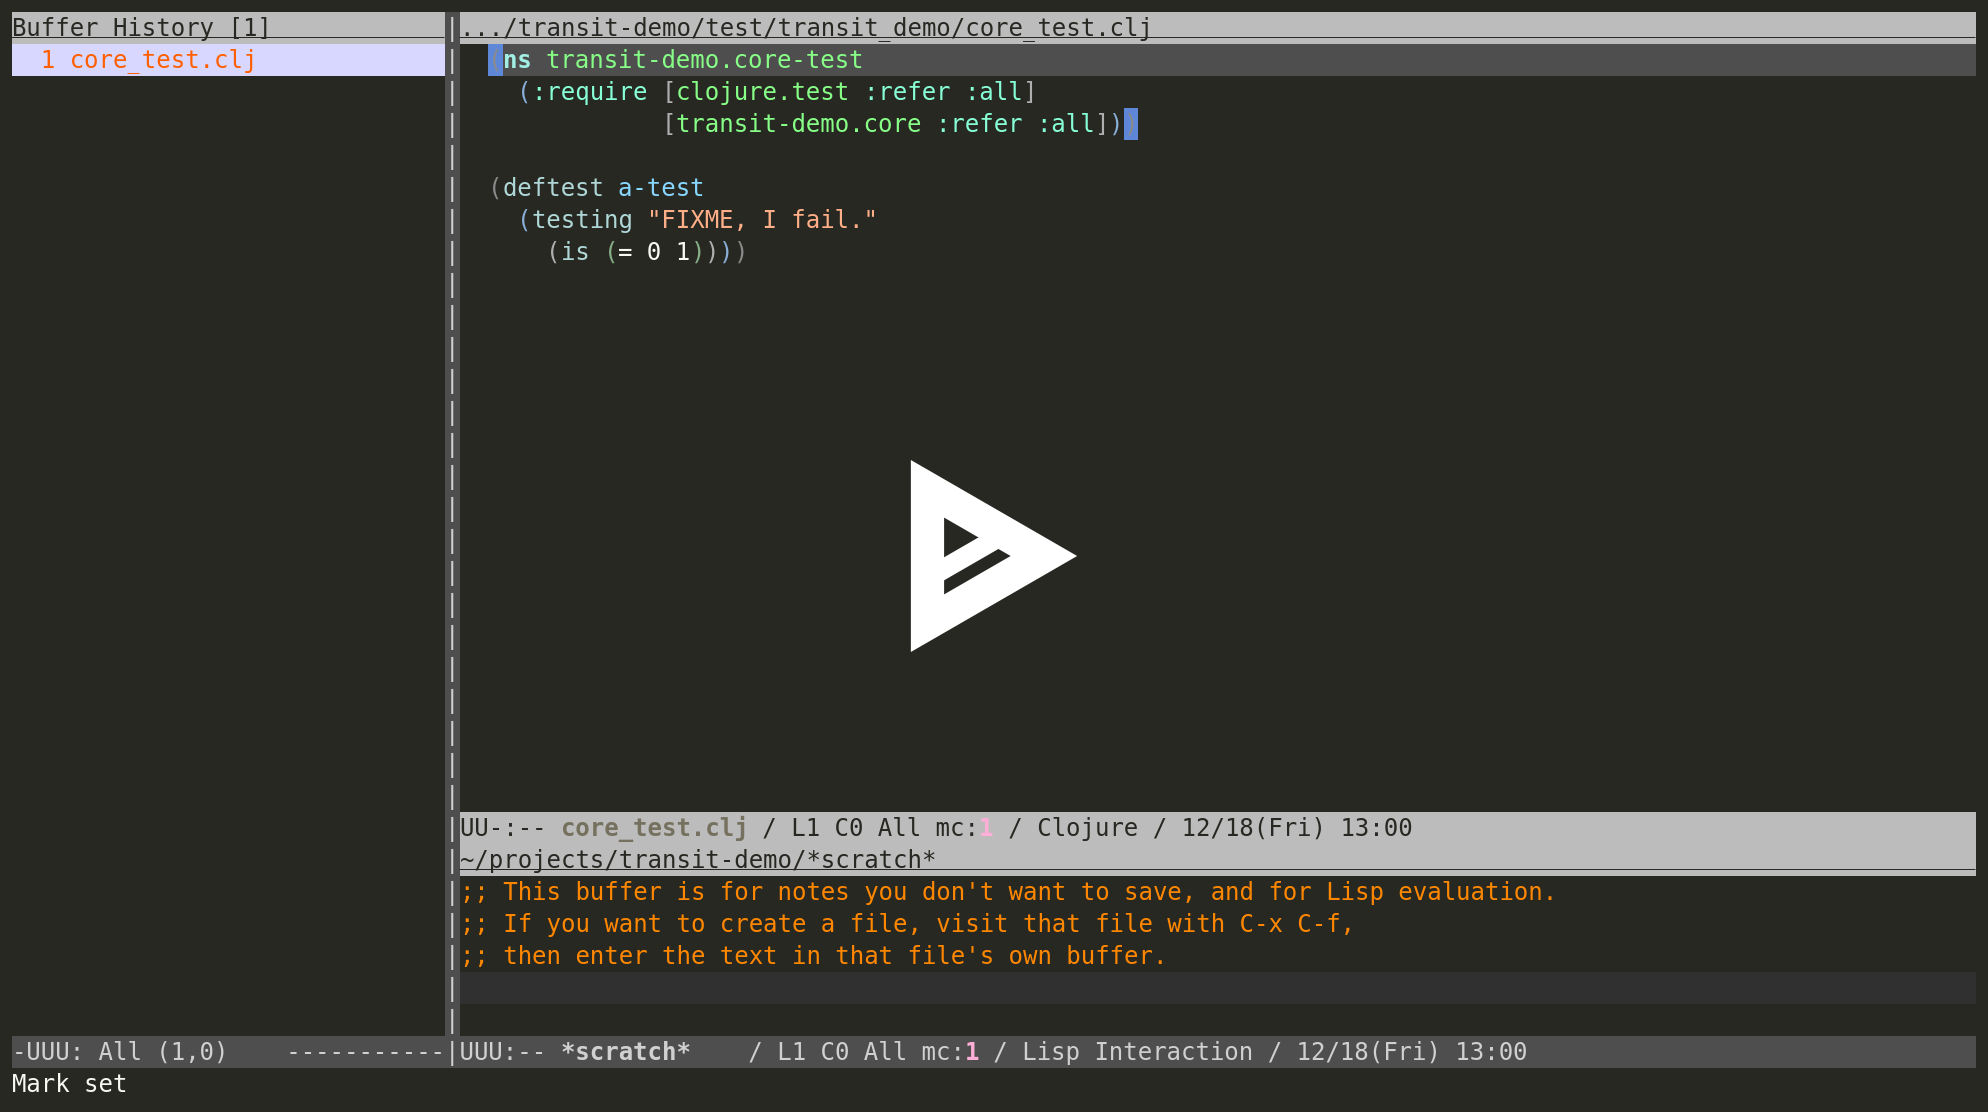 Buffer History [1]
1 core_test.clj
.../transit-demo/test/transit_demo/core_test.clj
(ns transit-demo.core-test
  (:require [clojure.test :refer :all]
            [transit-demo.core :refer :all]))

(deftest a-test
  (testing "FIXME, I fail."
    (is (= 0 1))))
UU-:-- core_test.clj / L1 C0 All mc:1 / Clojure / 12/18(Fri) 13:00
~/projects/transit-demo/*scratch*
;; This buffer is for notes you don't want to save, and for Lisp evaluation.
;; If you want to create a file, visit that file with C-x C-f,
;; then enter the text in that file's own buffer.
-UUU: All (1,0)    -----------
UUU:-- *scratch*    / L1 C0 All mc:1 / Lisp Interaction / 12/18(Fri) 13:00
Mark set